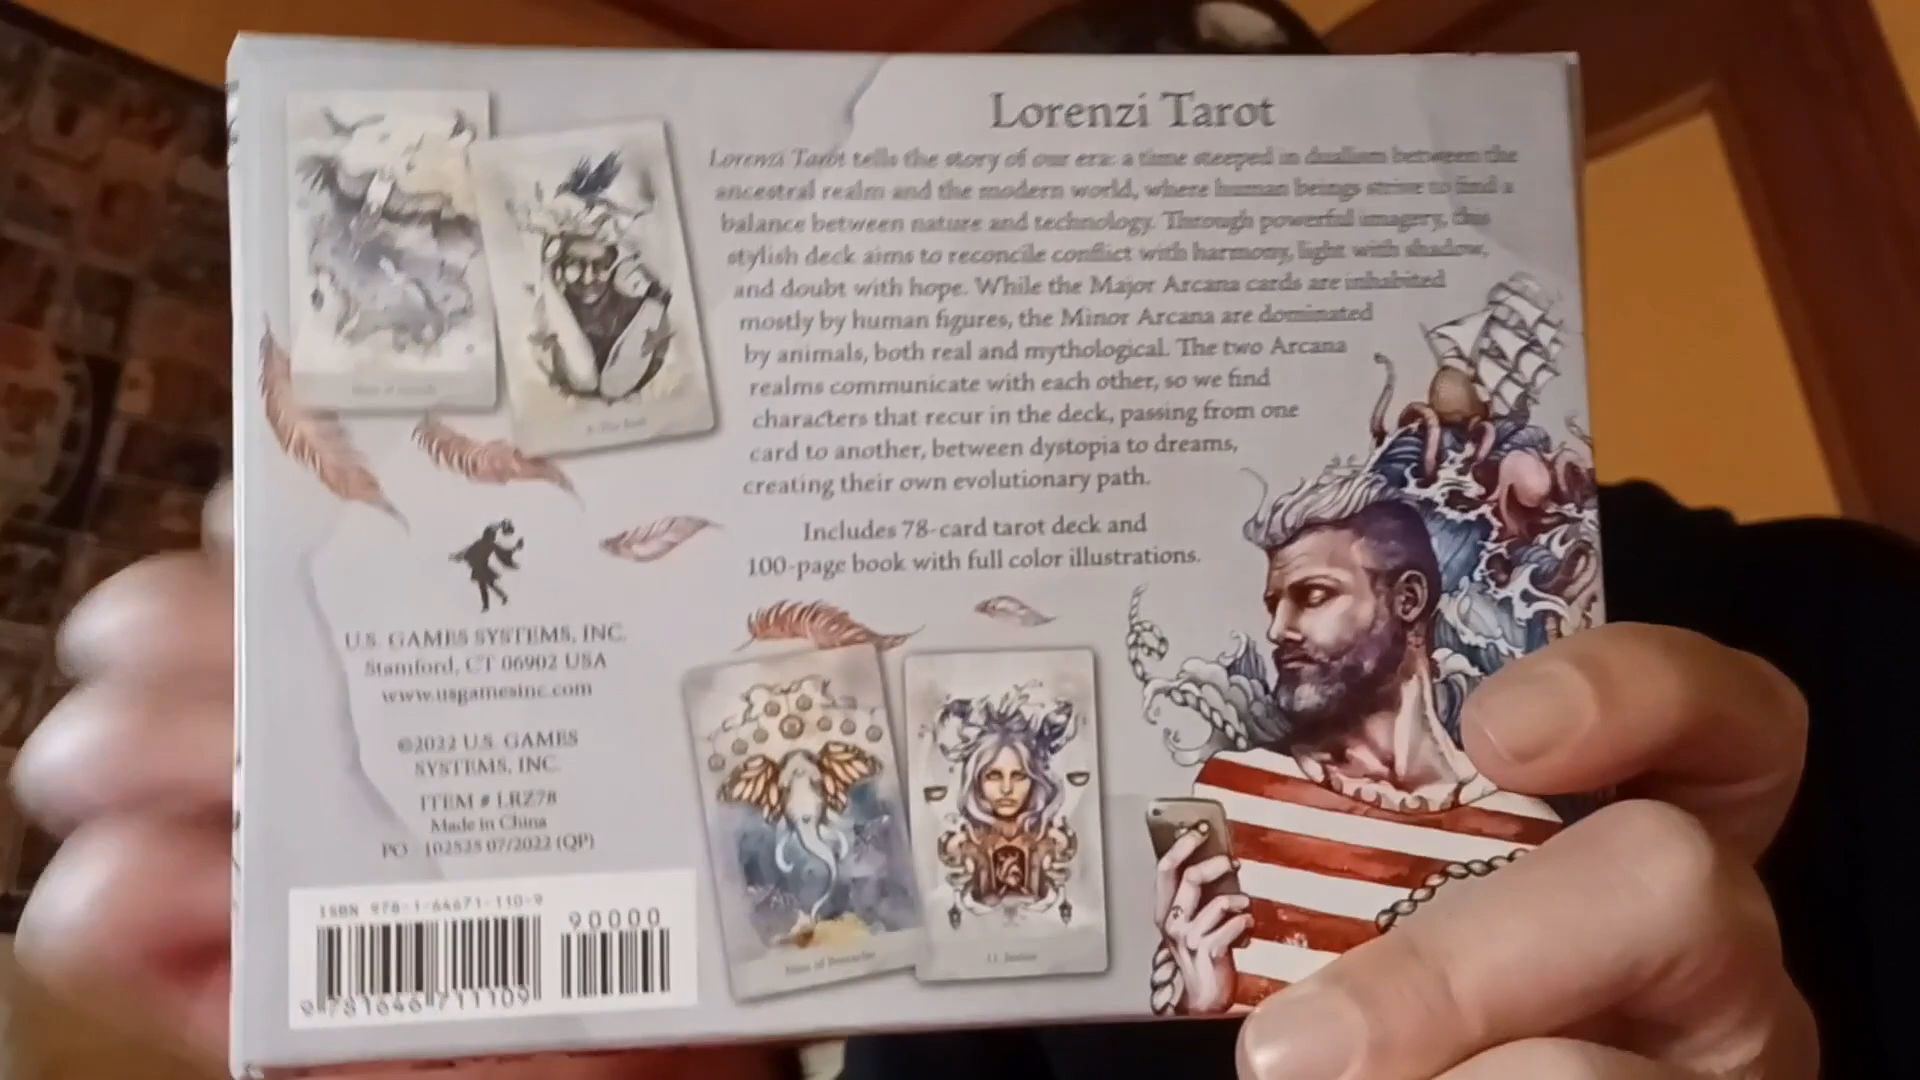 Lorenzi Tarot
Lorenzi Tarot tells the story of our era: a time steeped in dualism between the
ancestral realm and the modern world, where human beings strive to find a
balance between nature and technology. Through powerful imagery, this
stylish deck aims to reconcile conflict with harmony, light with shadow,
and doubt with hope. While the Major Arcana cards are inhabited
mostly by human figures, the Minor Arcana are dominated
by animals, both real and mythological. The two Arcana
realms communicate with each other, so we find
characters that recur in the deck, passing from one
card to another, between dystopia to dreams,
creating their own evolutionary path.
Includes 78-card tarot deck and
100-page book with full color illustrations.
U.S. GAMES SYSTEMS, INC.
Stamford, CT 06902 USA
www.usgamesinc.com
©2022 U.S. GAMES
SYSTEMS, INC.
ITEM # LRZ78
Made in China
PO 102525 07/2022 (QP)
ISBN 978-1-64671-110-9
90000
9 781646 711109
Nine of Pentacles
11. Justice